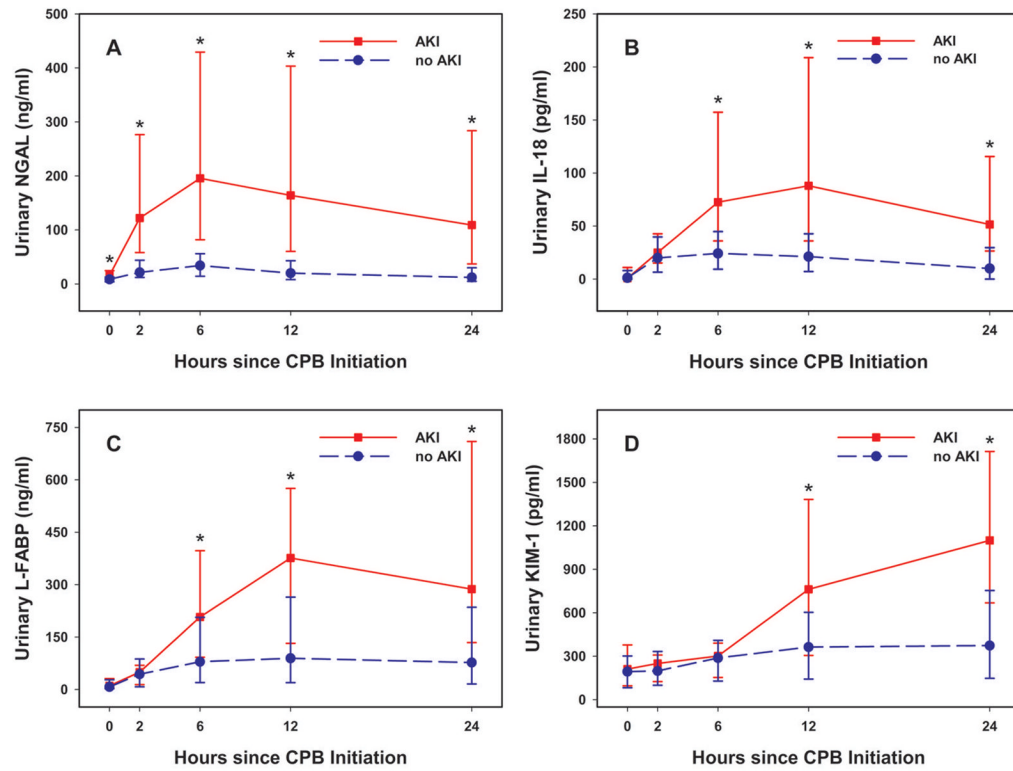 A
Urinary NGAL (ng/ml)
500
400
300
200
100
0
* * * * *
AKI
no AKI
0 2 6 12 24
Hours since CPB Initiation
B
Urinary IL-18 (pg/ml)
250
200
150
100
50
0
* * *
AKI
no AKI
0 2 6 12 24
Hours since CPB Initiation
C
Urinary L-FABP (ng/ml)
750
600
450
300
150
0
* * *
AKI
no AKI
0 2 6 12 24
Hours since CPB Initiation
D
Urinary KIM-1 (pg/ml)
1800
1500
1200
900
600
300
0
* *
AKI
no AKI
0 2 6 12 24
Hours since CPB Initiation